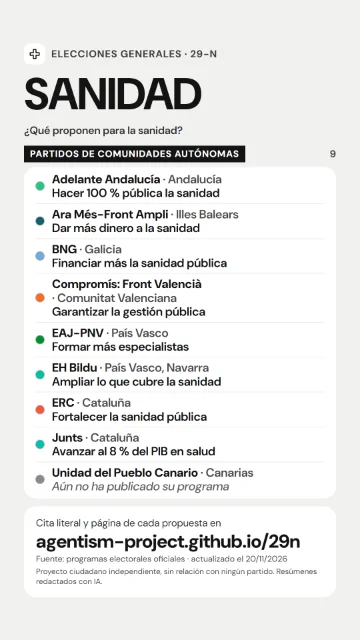 ELECCIONES GENERALES · 29-N
SANIDAD
¿Qué proponen para la sanidad?
PARTIDOS DE COMUNIDADES AUTÓNOMAS 9
Adelante Andalucía · Andalucía
Hacer 100 % pública la sanidad
Ara Més-Front Ampli · Illes Balears
Dar más dinero a la sanidad
BNG · Galicia
Financiar más la sanidad pública
Compromís: Front Valencià
· Comunitat Valenciana
Garantizar la gestión pública
EAJ-PNV · País Vasco
Formar más especialistas
EH Bildu · País Vasco, Navarra
Ampliar lo que cubre la sanidad
ERC · Cataluña
Fortalecer la sanidad pública
Junts · Cataluña
Avanzar al 8 % del PIB en salud
Unidad del Pueblo Canario · Canarias
Aún no ha publicado su programa
Cita literal y página de cada propuesta en
agentism-project.github.io/29n
Fuente: programas electorales oficiales · actualizado el 20/11/2026
Proyecto ciudadano independiente, sin relación con ningún partido. Resúmenes
redactados con IA.